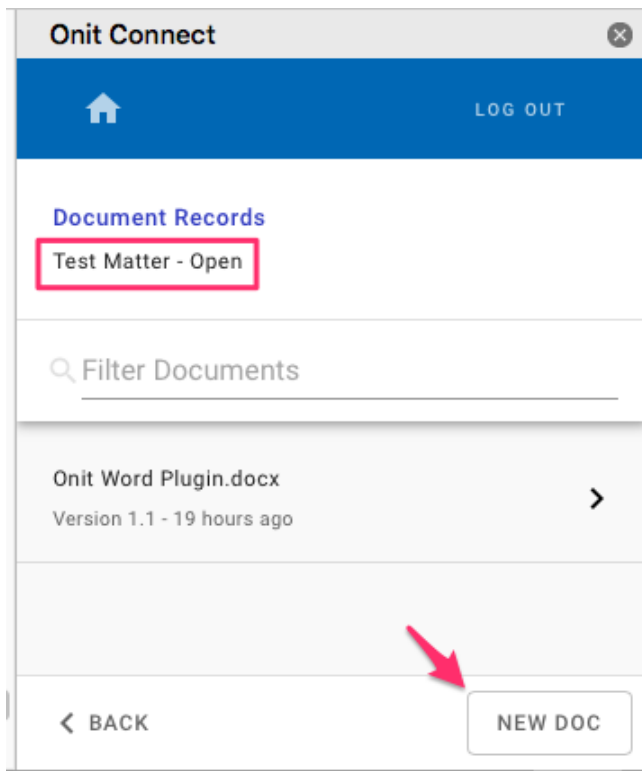 Onit Connect
LOG OUT
Document Records
Test Matter - Open
Filter Documents
Onit Word Plugin.docx
Version 1.1 - 19 hours ago
BACK
NEW DOC